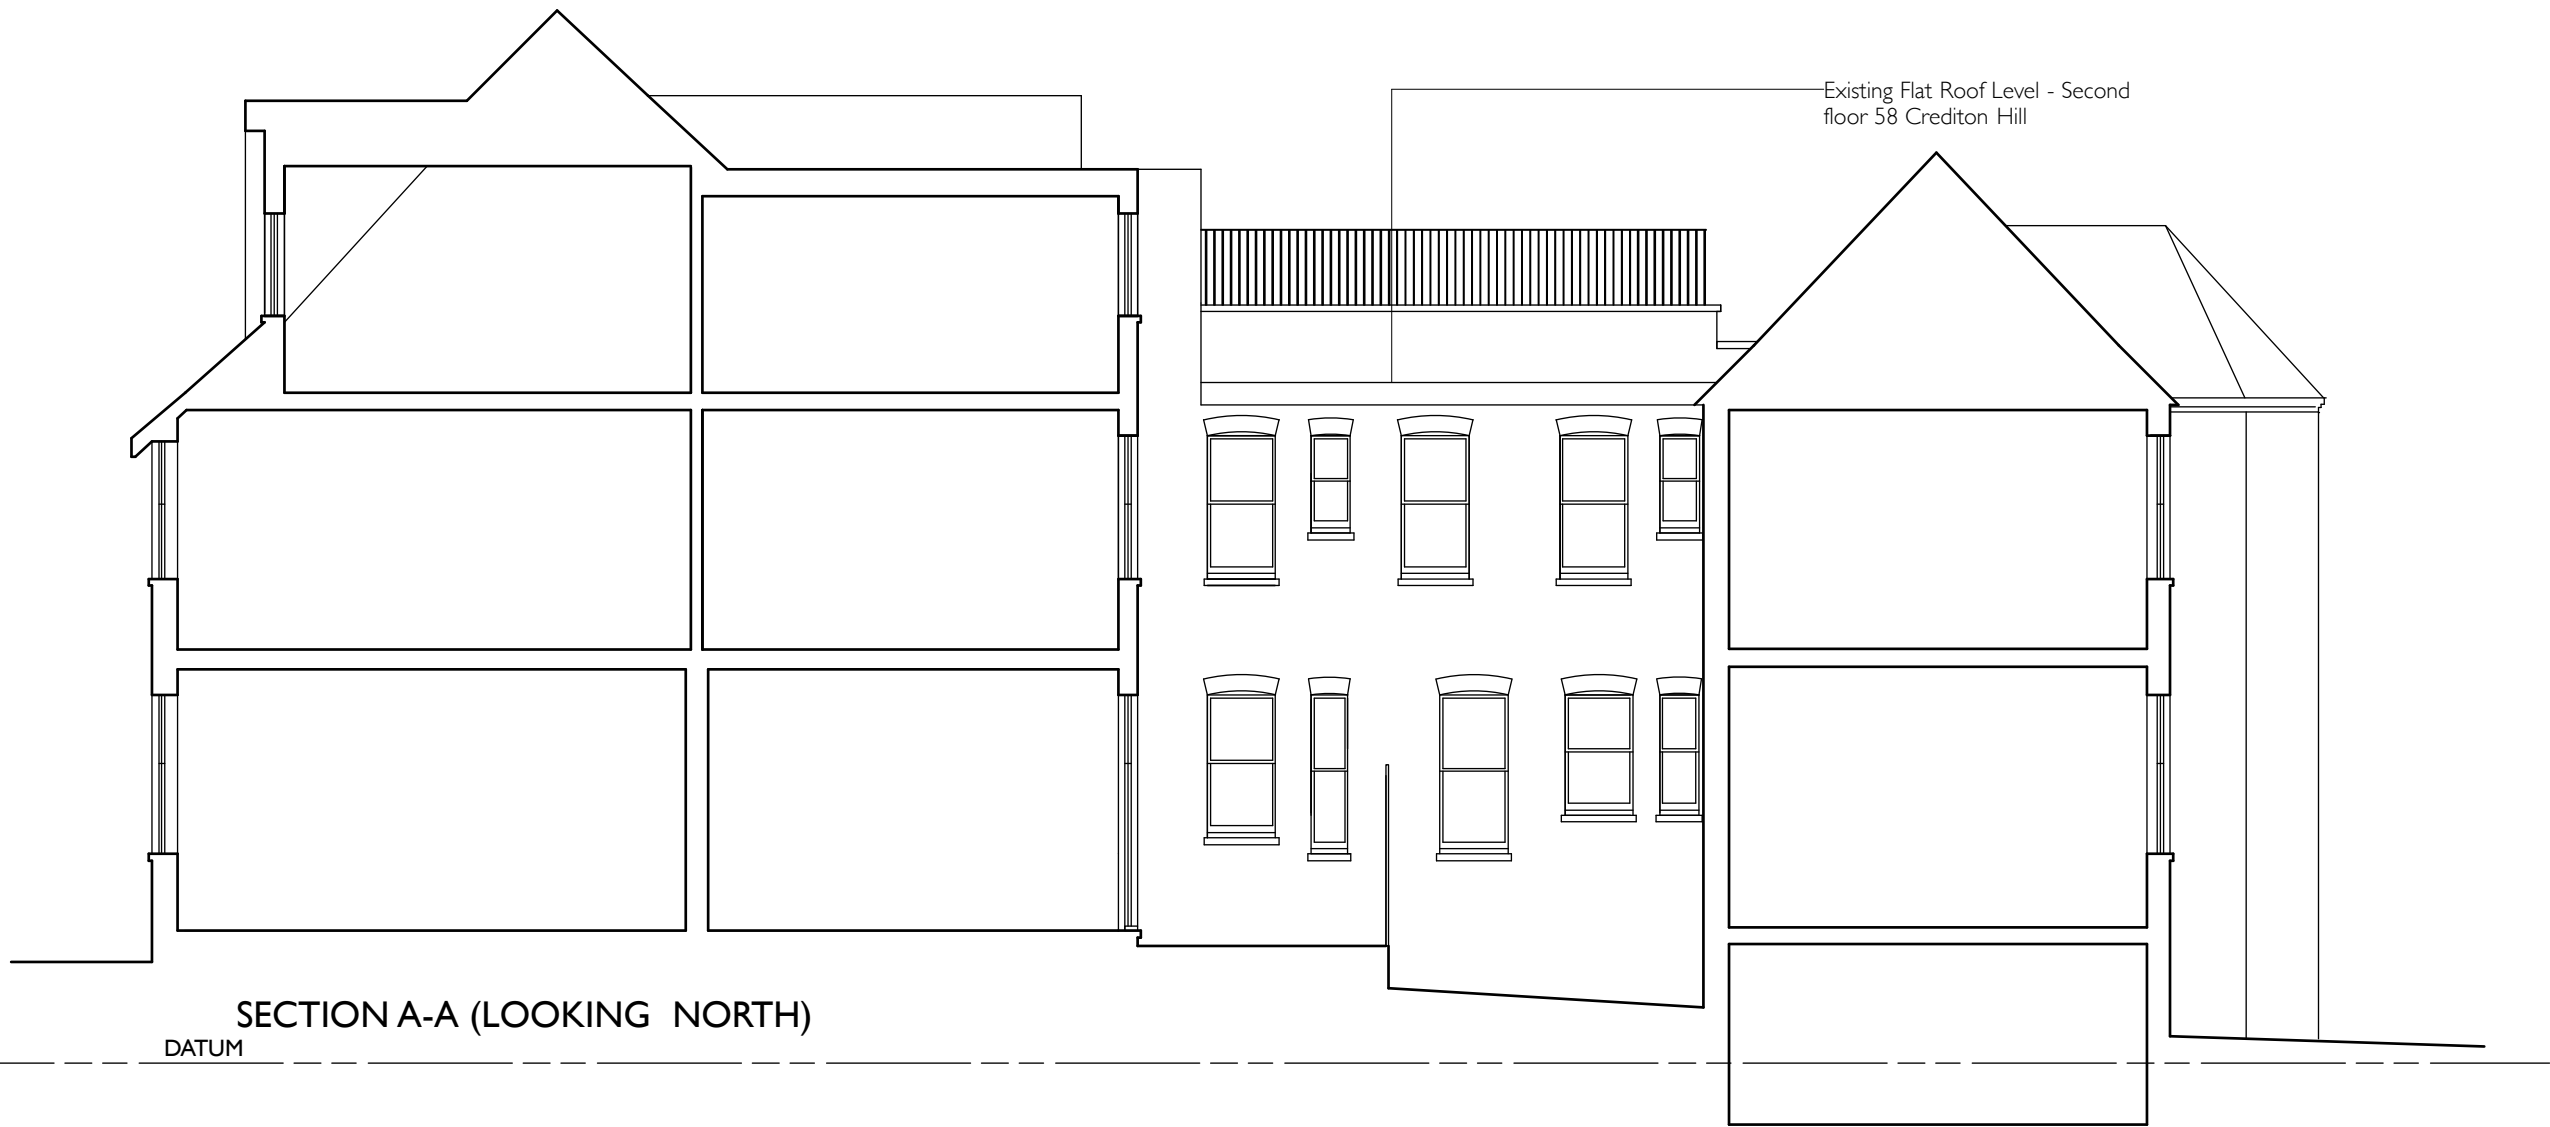 Existing Flat Roof Level - Second
floor 58 Crediton Hill
SECTION A-A (LOOKING NORTH)
DATUM